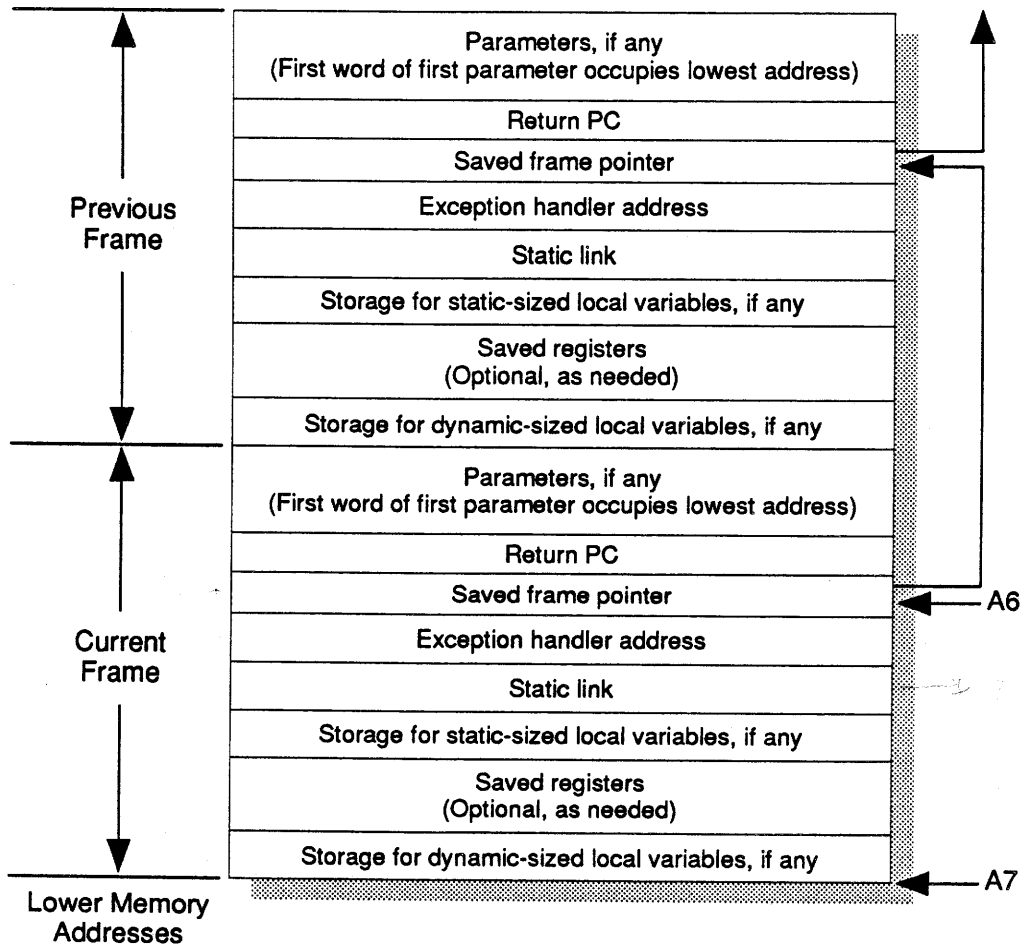 Parameters, if any
(First word of first parameter occupies lowest address)
Return PC
Saved frame pointer
Exception handler address
Static link
Storage for static-sized local variables, if any
Saved registers
(Optional, as needed)
Storage for dynamic-sized local variables, if any
Previous
Frame
Parameters, if any
(First word of first parameter occupies lowest address)
Return PC
Saved frame pointer
A6
Exception handler address
Static link
Storage for static-sized local variables, if any
Saved registers
(Optional, as needed)
Storage for dynamic-sized local variables, if any
A7
Current
Frame
Lower Memory
Addresses